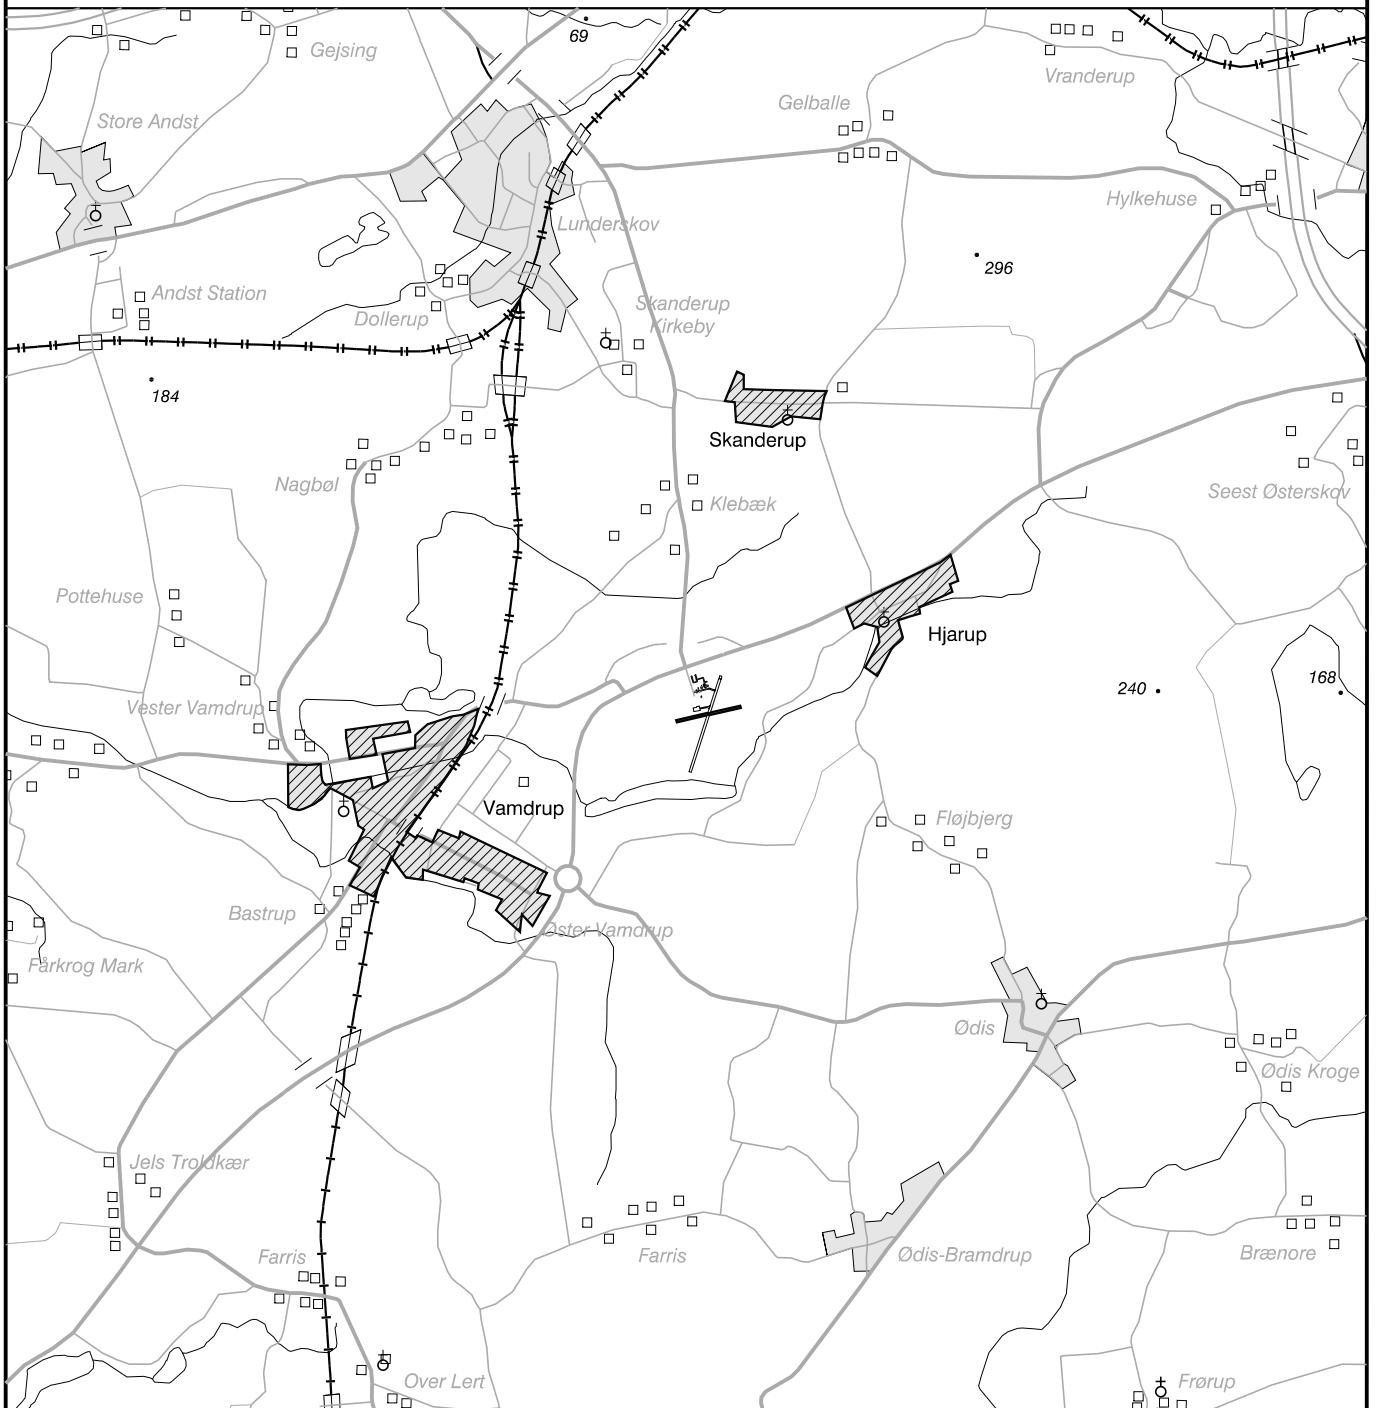 69
Gejsing
Vranderup
Gelballe
Store Andst
Hylkehuse
Lunderskov
296
Andst Station
Skanderup
Kirkeby
Dollerup
184
Skanderup
Nagbøl
Klebæk
Seest Østerskov
Pottehuse
Hjarup
168
240
Vester Vamdrup
Vamdrup
Fløjbjerg
Bastrup
Øster Vamdrup
Fårkrog Mark
Ødis
Ødis Kroge
Jels Troldkær
Farris
Farris
Ødis-Bramdrup
Brænore
Over Lert
Frørup